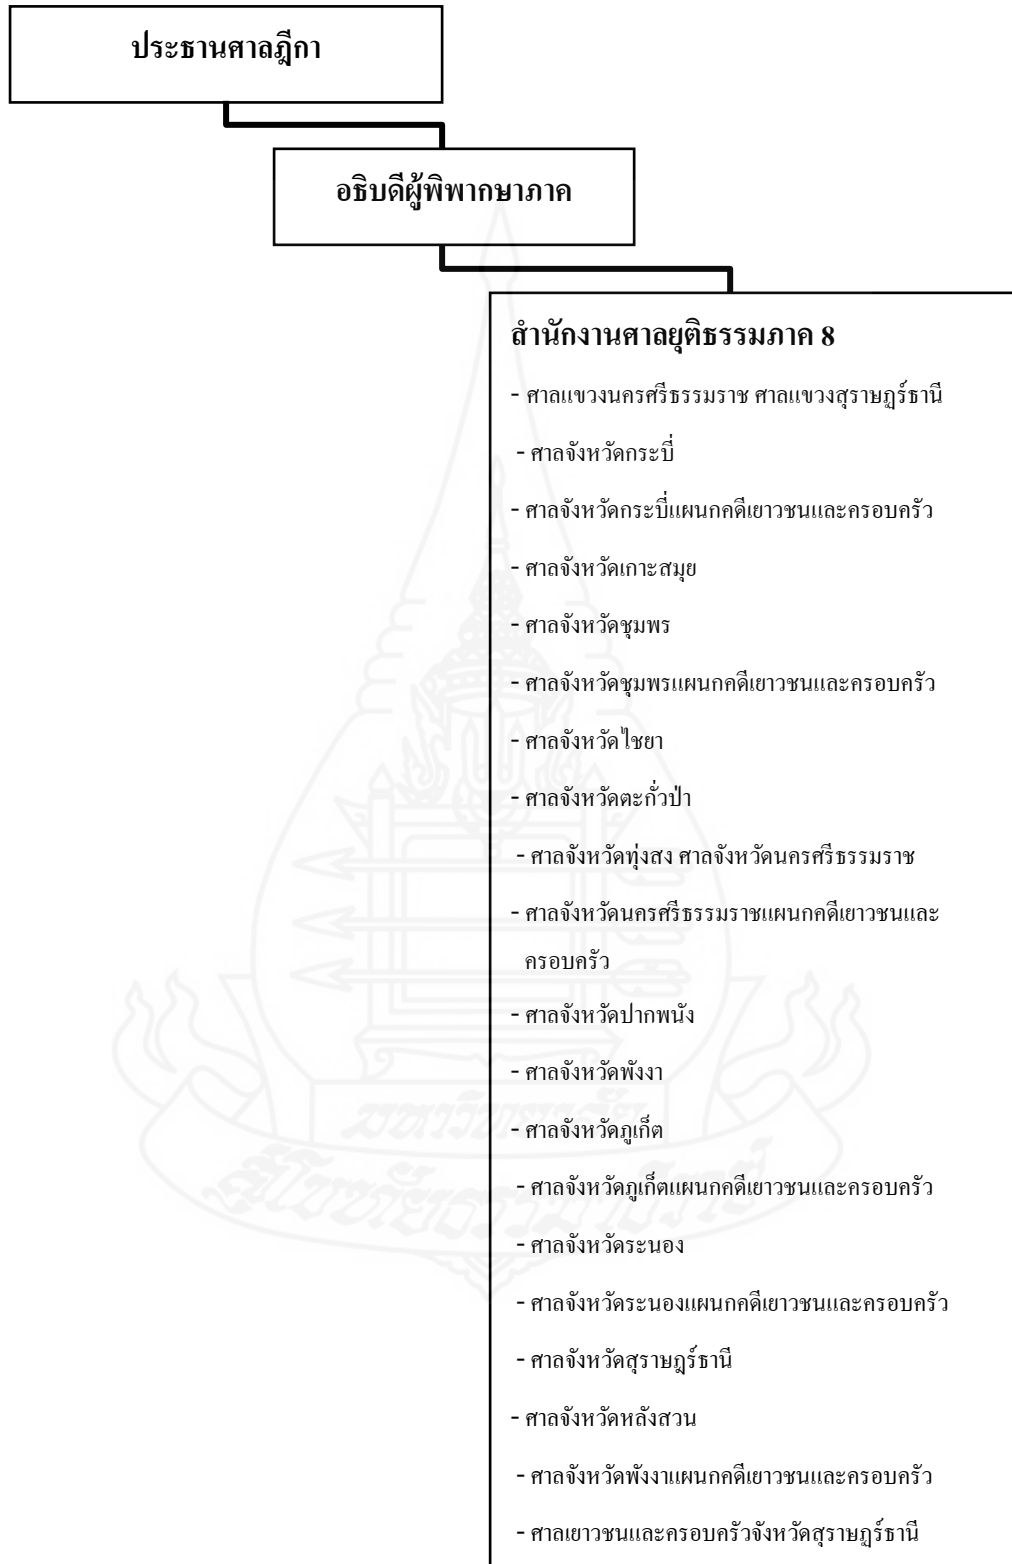 ประธานศาลฎีกา
อธิบดีผู้พิพากษาภาค
สำนักงานศาลยุติธรรมภาค 8
- ศาลแขวงนครศรีธรรมราช ศาลแขวงสุราษฎร์ธานี
- ศาลจังหวัดกระบี่
- ศาลจังหวัดกระบี่แผนกคดีเยาวชนและครอบครัว
- ศาลจังหวัดเกาะสมุย
- ศาลจังหวัดชุมพร
- ศาลจังหวัดชุมพรแผนกคดีเยาวชนและครอบครัว
- ศาลจังหวัดไชยา
- ศาลจังหวัดตะกั่วป่า
- ศาลจังหวัดทุ่งสง ศาลจังหวัดนครศรีธรรมราช
- ศาลจังหวัดนครศรีธรรมราชแผนกคดีเยาวชนและ
ครอบครัว
- ศาลจังหวัดปากพนัง
- ศาลจังหวัดพังงา
- ศาลจังหวัดภูเก็ต
- ศาลจังหวัดภูเก็ตแผนกคดีเยาวชนและครอบครัว
- ศาลจังหวัดระนอง
- ศาลจังหวัดระนองแผนกคดีเยาวชนและครอบครัว
- ศาลจังหวัดสุราษฎร์ธานี
- ศาลจังหวัดหลังสวน
- ศาลจังหวัดพังงาแผนกคดีเยาวชนและครอบครัว
- ศาลเยาวชนและครอบครัวจังหวัดสุราษฎร์ธานี
มหาวิทยาลัย
สุโขทัยธรรมาธิราช